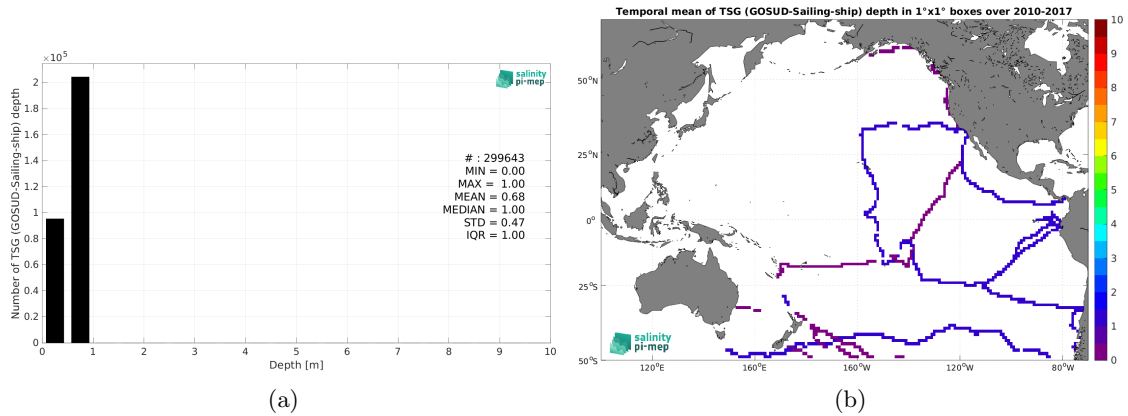 ×10⁵
2
1.8
1.6
1.4
1.2
1
0.8
0.6
0.4
0.2
0
Number of TSG (GOSUD-Sailing-ship) depth
salinity
pi-mep
# : 299643
MIN = 0.00
MAX = 1.00
MEAN = 0.68
MEDIAN = 1.00
STD = 0.47
IQR = 1.00
0 1 2 3 4 5 6 7 8 9 10
Depth [m]
(a)
Temporal mean of TSG (GOSUD-Sailing-ship) depth in 1°x1° boxes over 2010-2017
50°N
25°N
0°
25°S
50°S
salinity
pi-mep
120°E 160°E 160°W 120°W 80°W
10
9
8
7
6
5
4
3
2
1
0
(b)